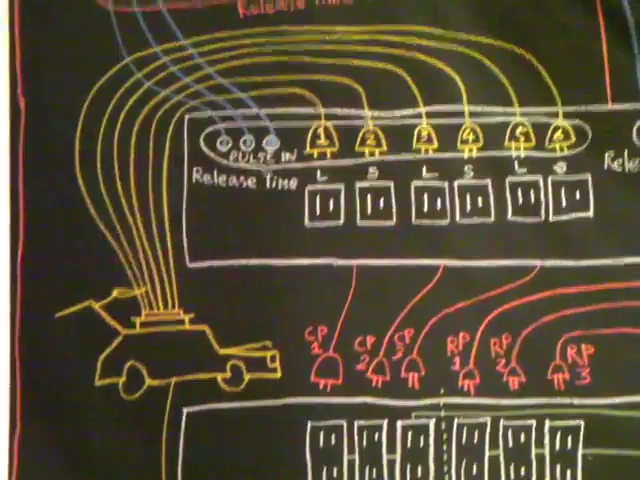 Release Time
1 2 3 4 5 6
PULSE IN
Release Time
L S L S L S
CP 1
CP 2
CP 3
RP 1
RP 2
RP 3